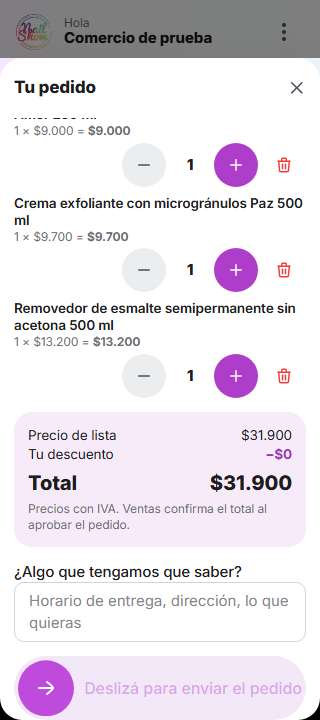 Hola
Comercio de prueba
Tu pedido
1 × $9.000 = $9.000
1
Crema exfoliante con microgránulos Paz 500
ml
1 × $9.700 = $9.700
1
Removedor de esmalte semipermanente sin
acetona 500 ml
1 × $13.200 = $13.200
1
Precio de lista $31.900
Tu descuento −$0
Total $31.900
Precios con IVA. Ventas confirma el total al
aprobar el pedido.
¿Algo que tengamos que saber?
Horario de entrega, dirección, lo que
quieras
Deslizá para enviar el pedido